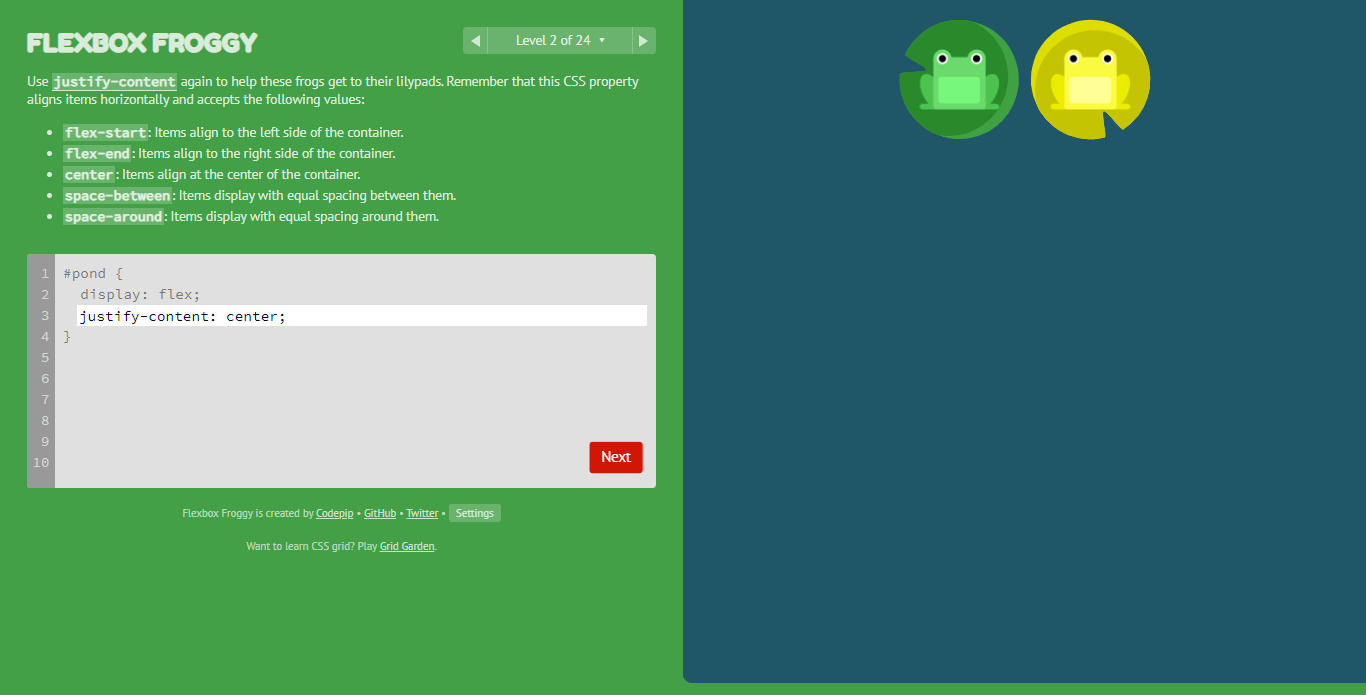 FLEXBOX FROGGY
Level 2 of 24
Use justify-content again to help these frogs get to their lilypads. Remember that this CSS property
aligns items horizontally and accepts the following values:
flex-start: Items align to the left side of the container.
flex-end: Items align to the right side of the container.
center: Items align at the center of the container.
space-between: Items display with equal spacing between them.
space-around: Items display with equal spacing around them.
1 #pond {
2 display: flex;
3 justify-content: center;
4 }
5
6
7
8
9
10
Next
Flexbox Froggy is created by Codepip • GitHub • Twitter • Settings
Want to learn CSS grid? Play Grid Garden.